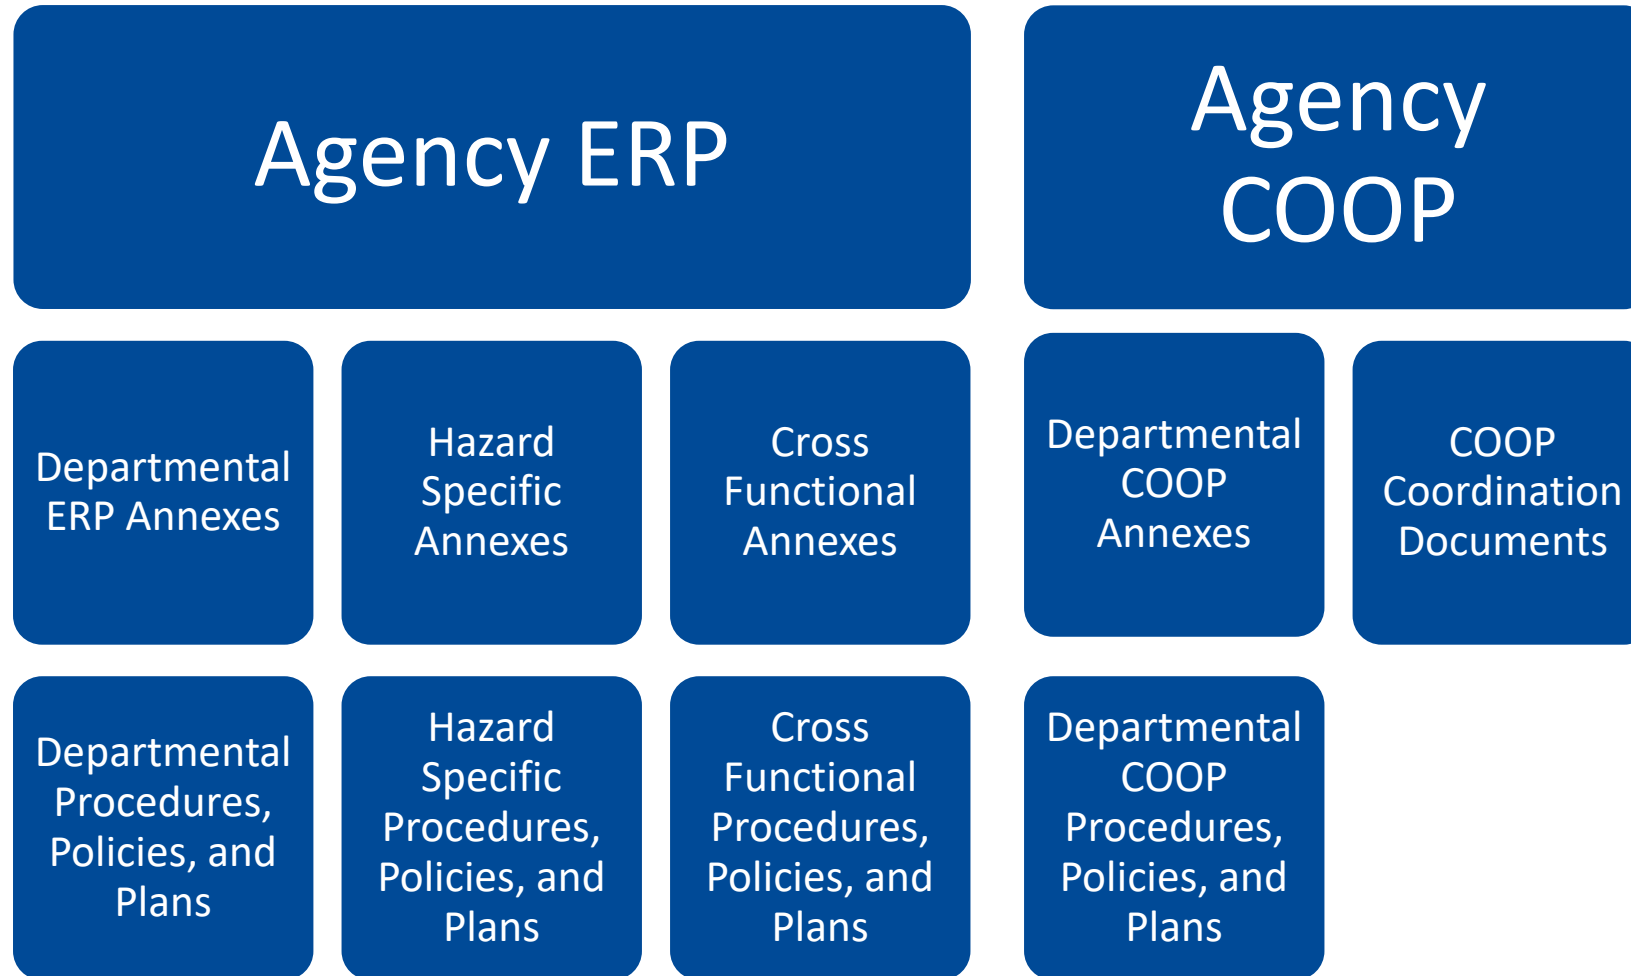 Agency ERP
Agency
COOP
Departmental
ERP Annexes
Hazard
Specific
Annexes
Cross
Functional
Annexes
Departmental
COOP
Annexes
COOP
Coordination
Documents
Departmental
Procedures,
Policies, and
Plans
Hazard
Specific
Procedures,
Policies, and
Plans
Cross
Functional
Procedures,
Policies, and
Plans
Departmental
COOP
Procedures,
Policies, and
Plans